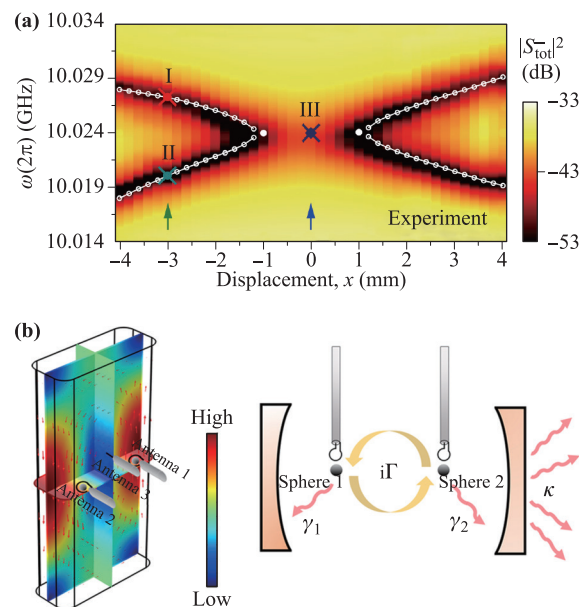 (a)
10.034
10.029
10.024
10.019
10.014
ω(2π) (GHz)
I
II
III
Experiment
−4 −3 −2 −1 0 1 2 3 4
Displacement, x (mm)
|S⁻tot|²
(dB)
−33
−43
−53
(b)
Antenna 1
Antenna 3
Antenna 2
High
Low
Sphere 1 iΓ Sphere 2 κ
γ₁ γ₂